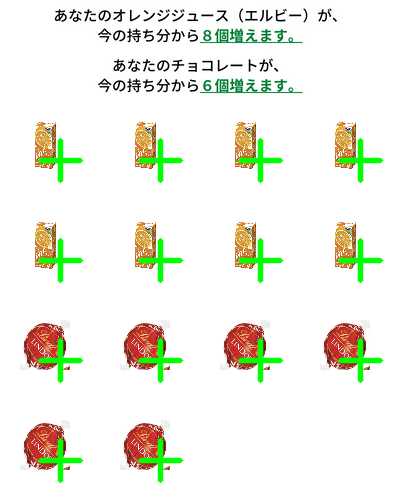 あなたのオレンジジュース（エルビー）が、
今の持ち分から８個増えます。
あなたのチョコレートが、
今の持ち分から６個増えます。